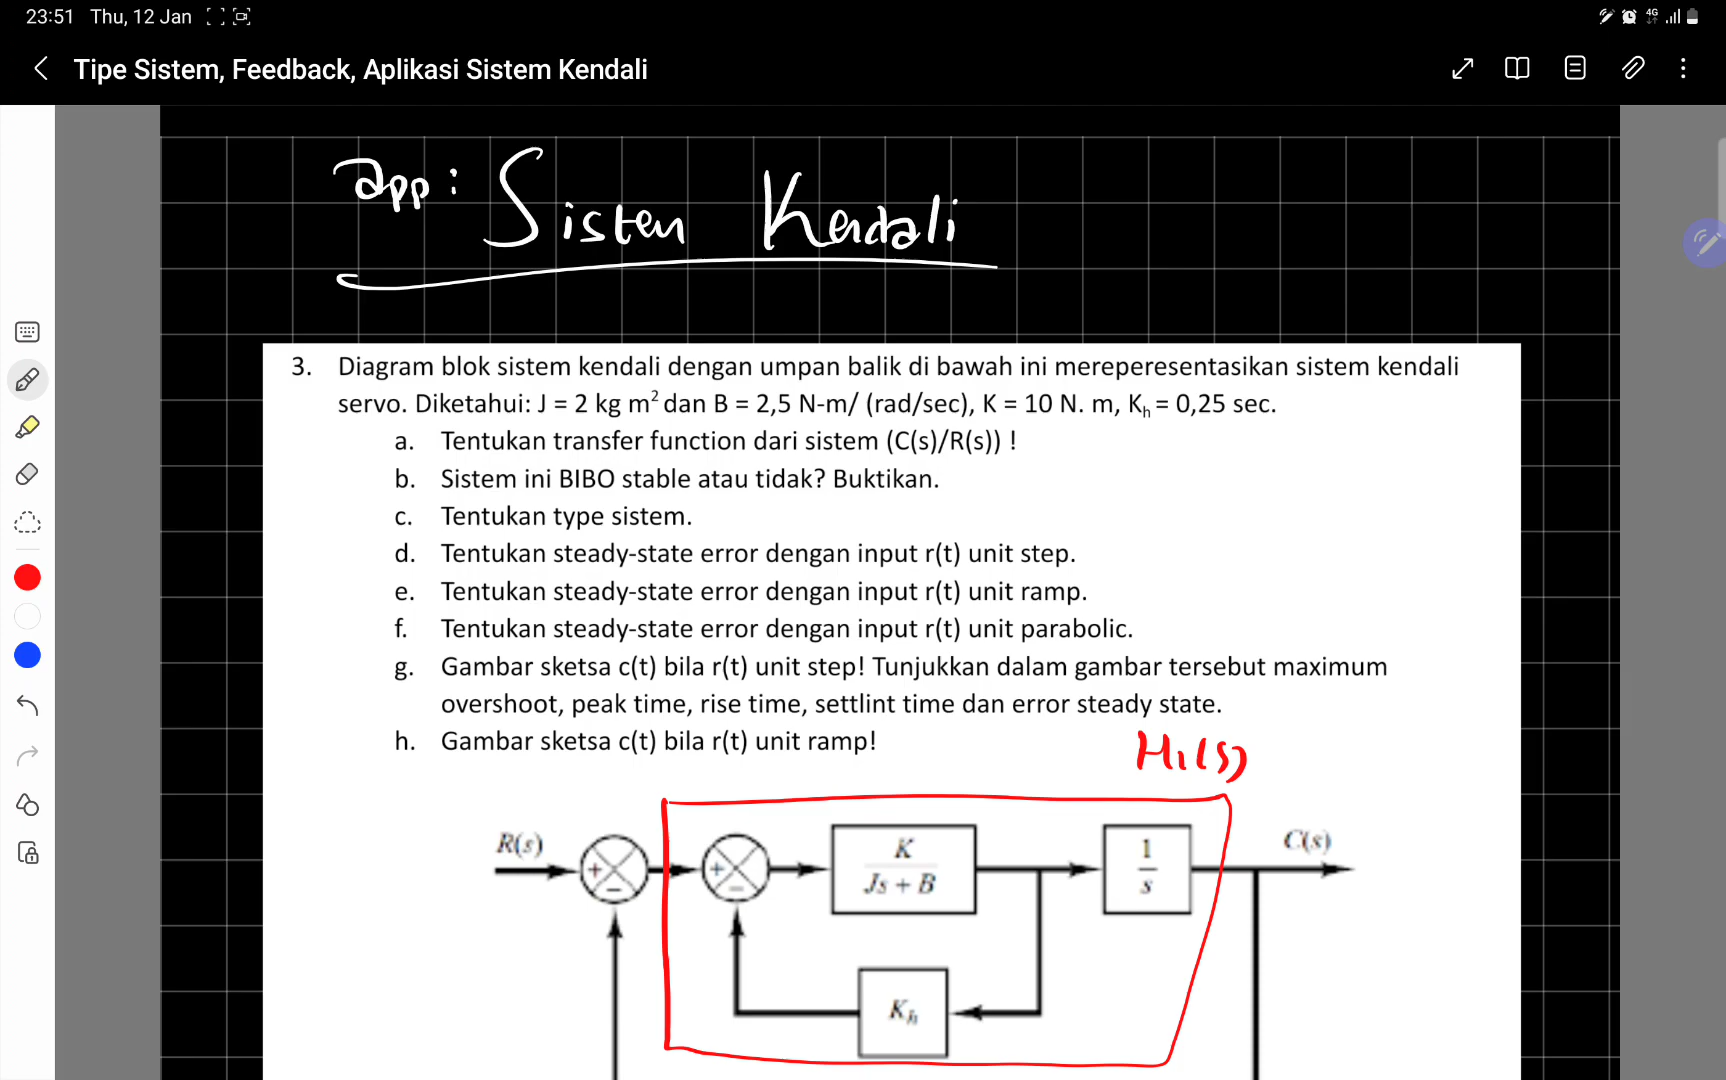 23:51 Thu, 12 Jan
4G
Tipe Sistem, Feedback, Aplikasi Sistem Kendali
app: Sistem Kendali
3. Diagram blok sistem kendali dengan umpan balik di bawah ini mereperesentasikan sistem kendali
servo. Diketahui: J = 2 kg m² dan B = 2,5 N-m/ (rad/sec), K = 10 N. m, Kₕ = 0,25 sec.
a. Tentukan transfer function dari sistem (C(s)/R(s)) !
b. Sistem ini BIBO stable atau tidak? Buktikan.
c. Tentukan type sistem.
d. Tentukan steady-state error dengan input r(t) unit step.
e. Tentukan steady-state error dengan input r(t) unit ramp.
f. Tentukan steady-state error dengan input r(t) unit parabolic.
g. Gambar sketsa c(t) bila r(t) unit step! Tunjukkan dalam gambar tersebut maximum
overshoot, peak time, rise time, settlint time dan error steady state.
h. Gambar sketsa c(t) bila r(t) unit ramp!
H₁(s)
R(s) + − + − K / Js + B 1 / s C(s)
Kₕ